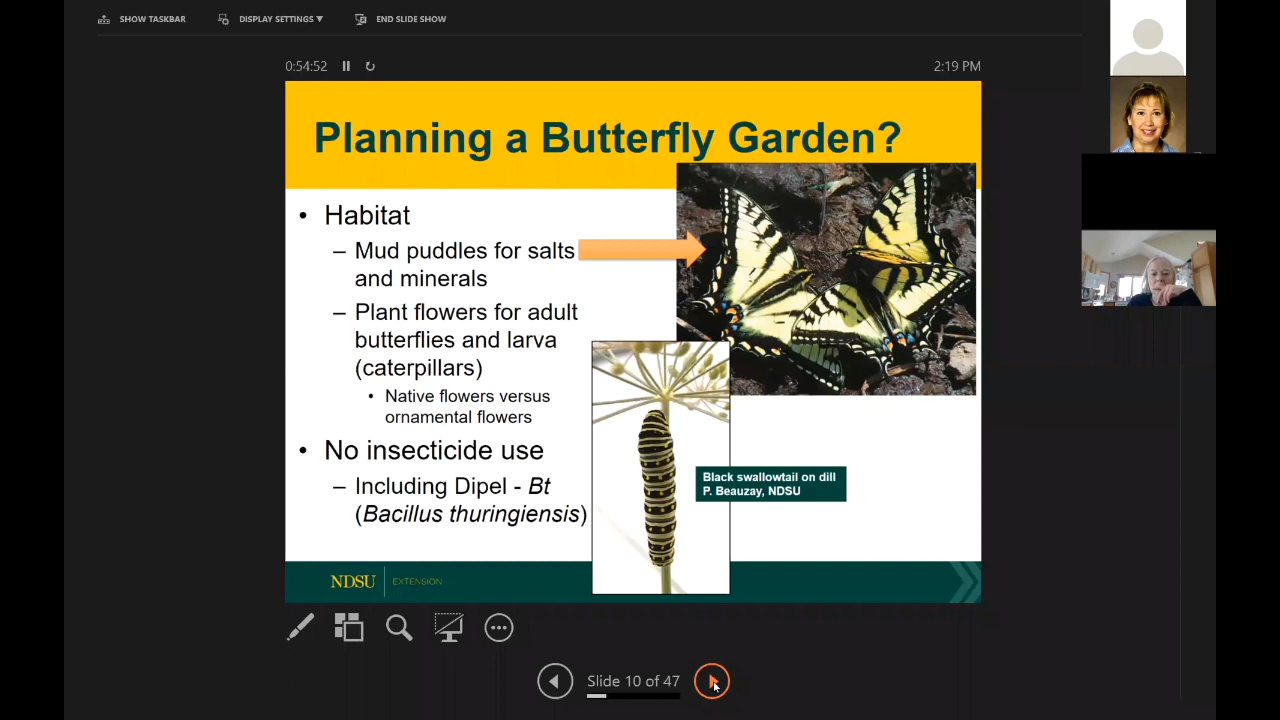 SHOW TASKBAR DISPLAY SETTINGS ▼ END SLIDE SHOW
0:54:52 2:19 PM
Planning a Butterfly Garden?
• Habitat
– Mud puddles for salts
and minerals
– Plant flowers for adult
butterflies and larva
(caterpillars)
• Native flowers versus
ornamental flowers
• No insecticide use
– Including Dipel - Bt
(Bacillus thuringiensis)
Black swallowtail on dill
P. Beauzay, NDSU
NDSU EXTENSION
Slide 10 of 47